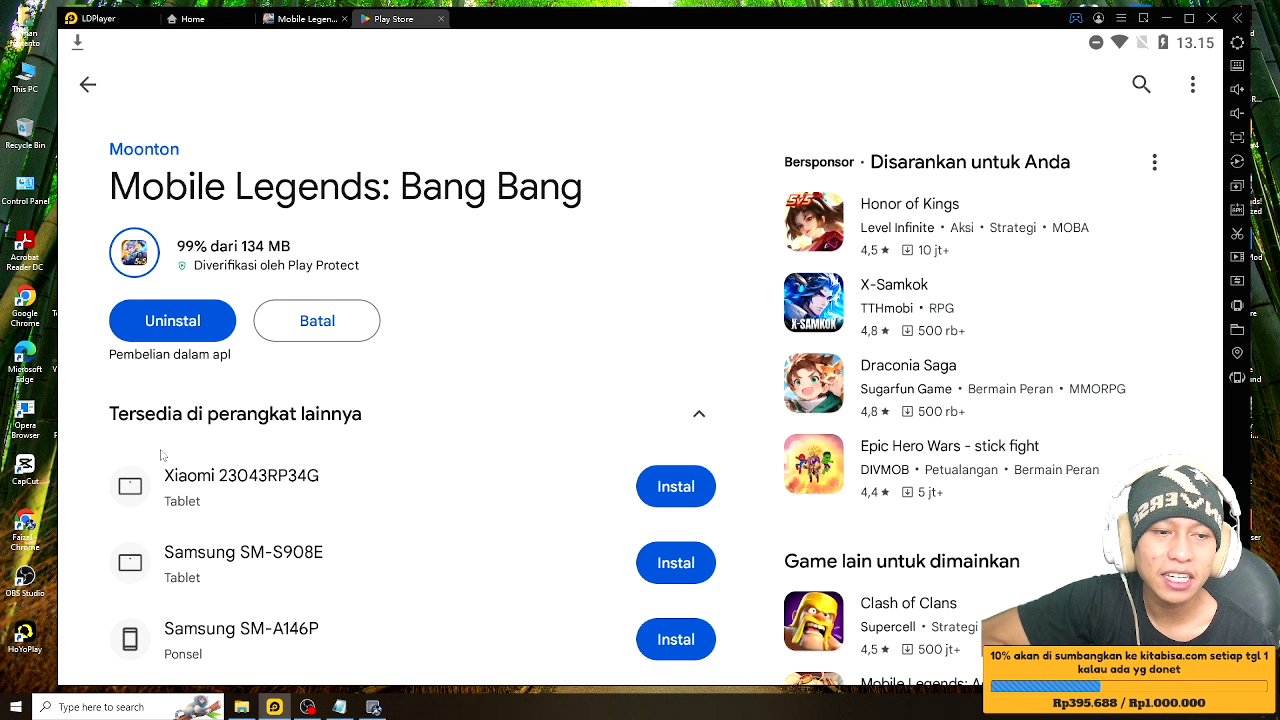 LDPlayer
Home
Mobile Legen...
Play Store
13.15
Moonton
Mobile Legends: Bang Bang
99% dari 134 MB
Diverifikasi oleh Play Protect
Uninstal
Batal
Pembelian dalam apl
Tersedia di perangkat lainnya
Xiaomi 23043RP34G
Tablet
Instal
Samsung SM-S908E
Tablet
Instal
Samsung SM-A146P
Ponsel
Instal
Bersponsor · Disarankan untuk Anda
Honor of Kings
Level Infinite • Aksi • Strategi • MOBA
4,5 ★ 10 jt+
X-SAMKOK
X-Samkok
TTHmobi • RPG
4,8 ★ 500 rb+
Draconia Saga
Sugarfun Game • Bermain Peran • MMORPG
4,8 ★ 500 rb+
Epic Hero Wars - stick fight
DIVMOB • Petualangan • Bermain Peran
4,4 ★ 5 jt+
Game lain untuk dimainkan
Clash of Clans
Supercell • Strategi
4,5 ★ 500 jt+
This PC
Recycle Bin
Control Panel
Acrobat
Reader DC
Google
Chrome
Microsoft
Edge
Opera
Browser
CapCut
Faizal -
Chrome
OBS Studio
HoYoPlay
10% akan di sumbangkan ke kitabisa.com setiap tgl 1
kalau ada yg donet
Rp395.688 / Rp1.000.000
Type here to search